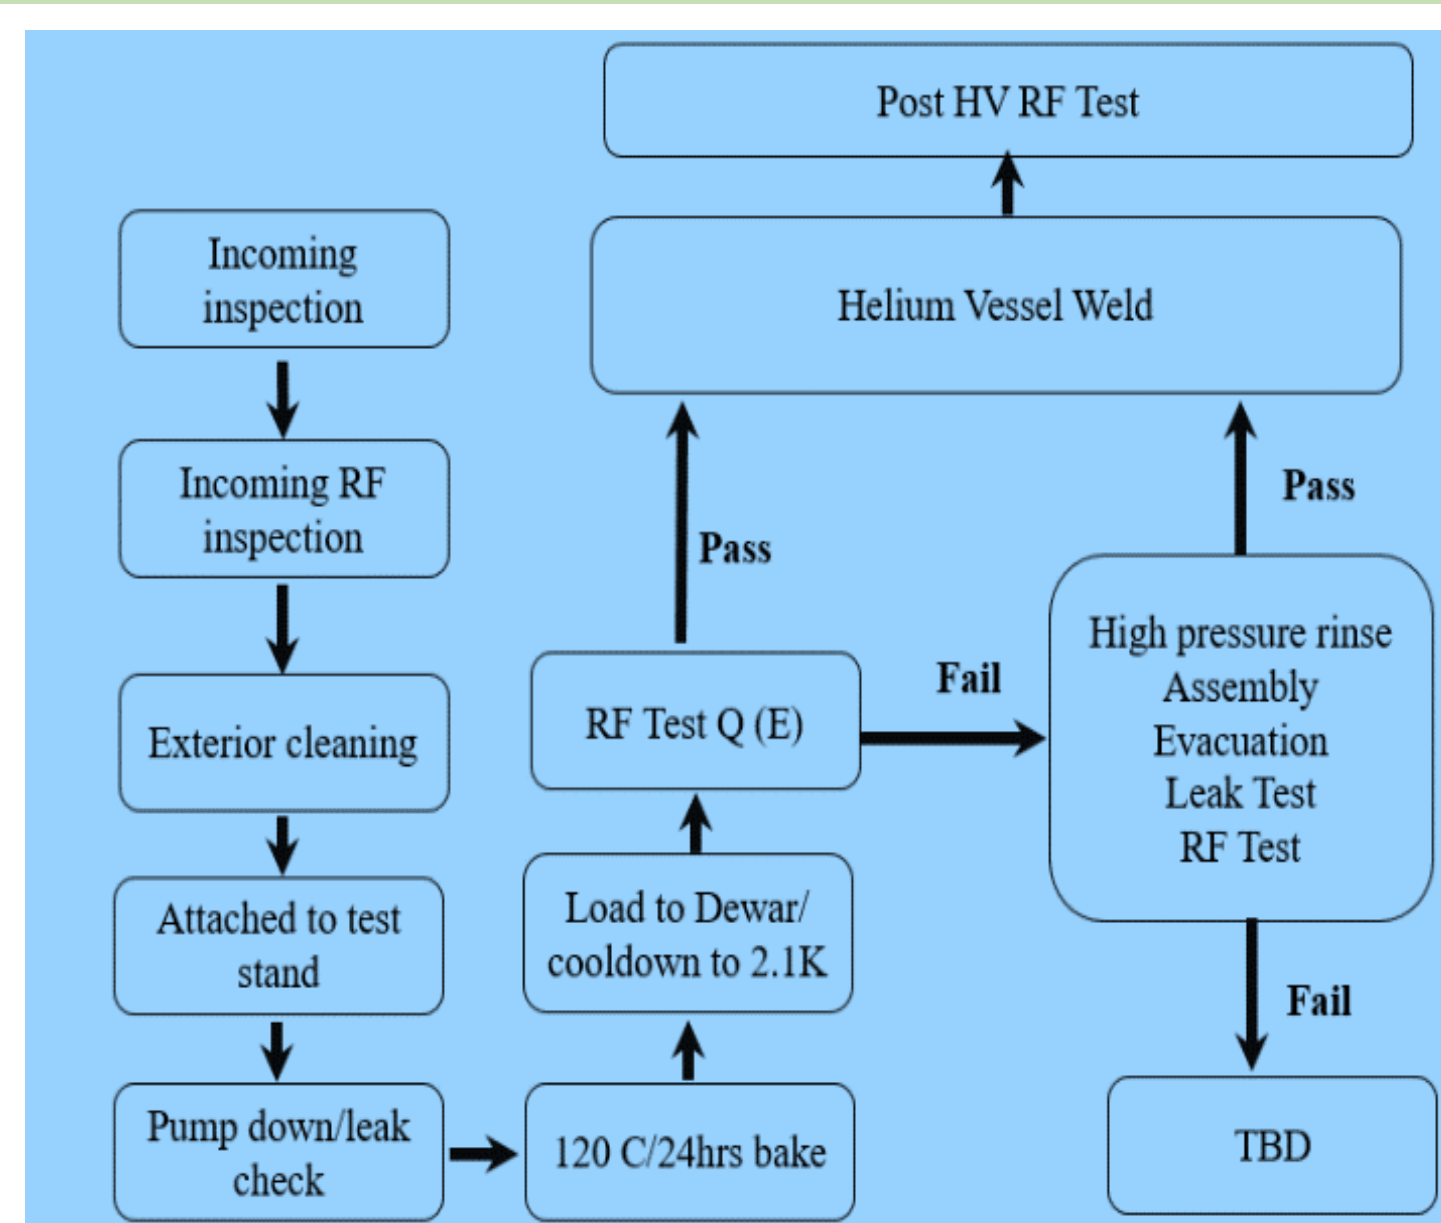 Post HV RF Test
Helium Vessel Weld
Incoming
inspection
Incoming RF
inspection
Exterior cleaning
Attached to test
stand
Pump down/leak
check
120 C/24hrs bake
Load to Dewar/
cooldown to 2.1K
RF Test Q (E)
Pass
Fail
High pressure rinse
Assembly
Evacuation
Leak Test
RF Test
Pass
Fail
TBD